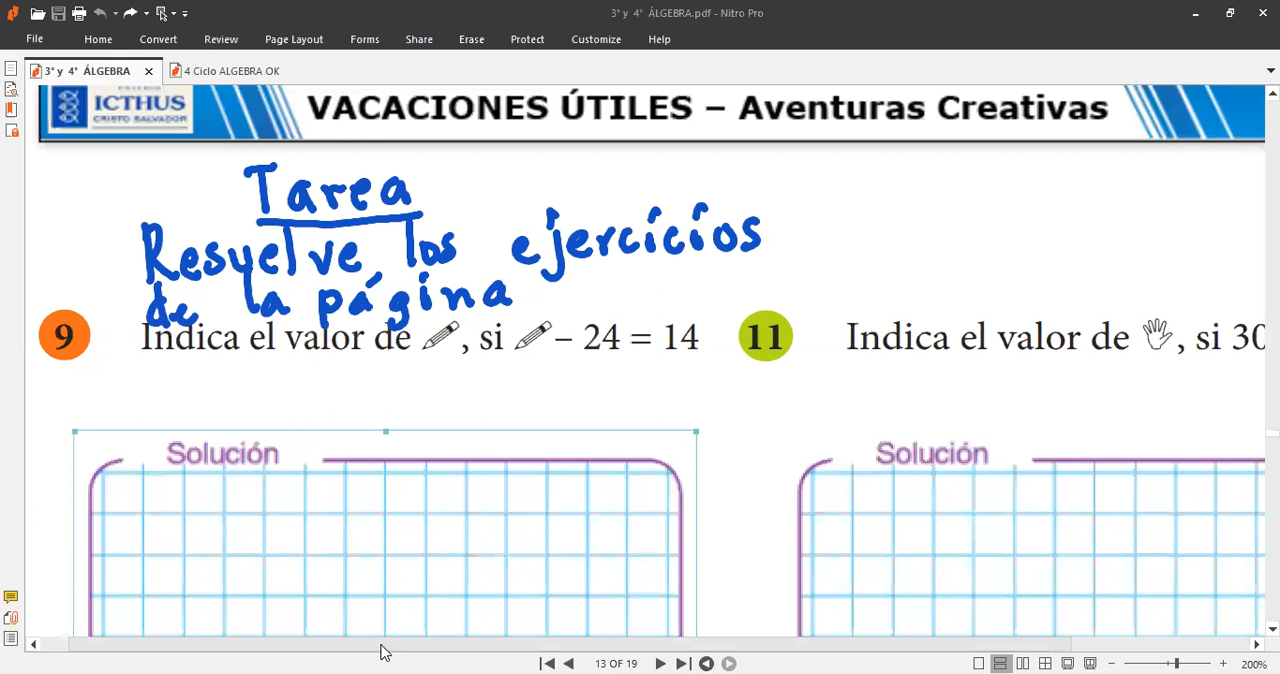 3° y 4° ÁLGEBRA.pdf - Nitro Pro
File Home Convert Review Page Layout Forms Share Erase Protect Customize Help
3° y 4° ÁLGEBRA 4 Ciclo ALGEBRA OK
ICTHUS
CRISTO SALVADOR
VACACIONES ÚTILES – Aventuras Creativas
Tarea
Resuelve los ejercicios
de la página
9 Indica el valor de , si – 24 = 14
11 Indica el valor de , si 30
Solución
Solución
13 OF 19
200%